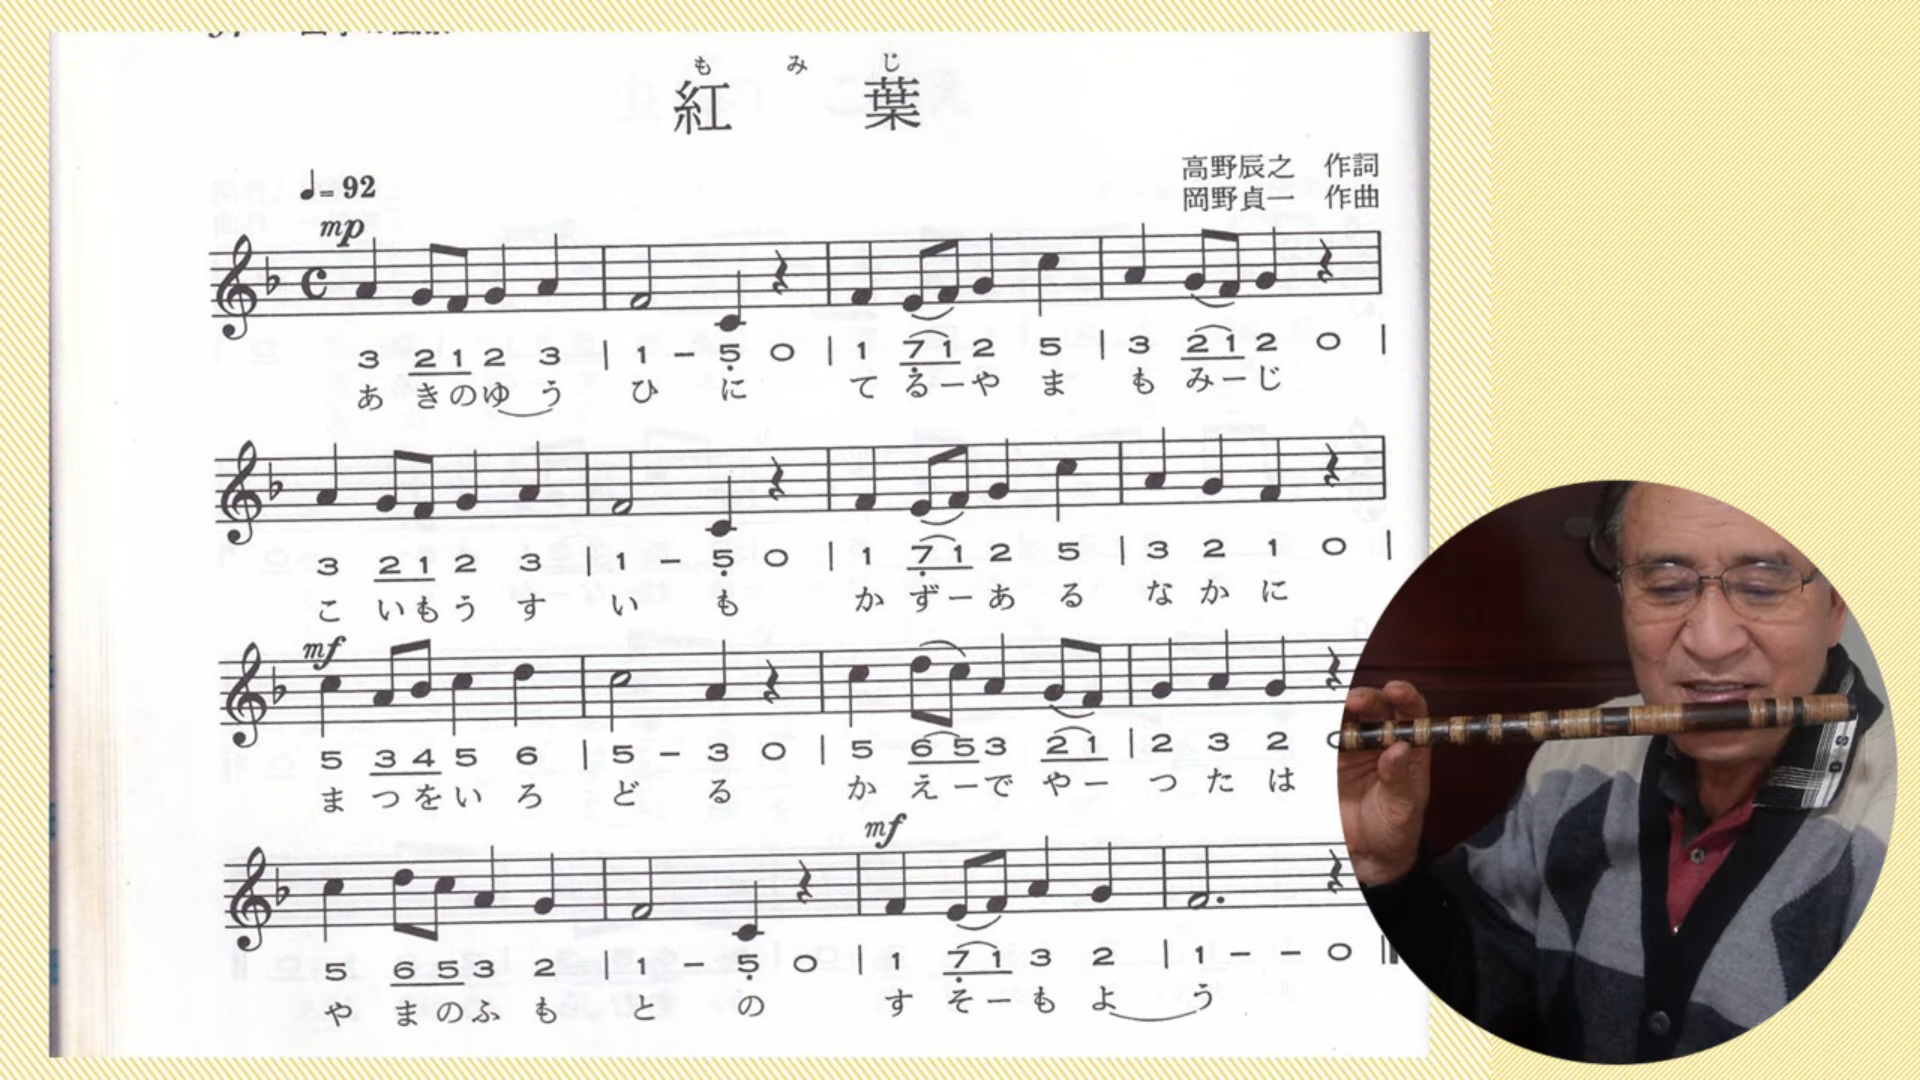 も み じ
紅 葉
高野辰之 作詞
岡野貞一 作曲
♩= 92
mp
C
3 2 1 2 3 | 1 – 5 0 | 1 7 1 2 5 | 3 2 1 2 0 |
あ きのゆ う ひ に て るーや ま も みーじ
3 2 1 2 3 | 1 – 5 0 | 1 7 1 2 5 | 3 2 1 0 |
こ いもう す い も か ずーあ る な か に
mf
5 3 4 5 6 | 5 – 3 0 | 5 6 5 3 2 1 | 2 3 2
ま つをい ろ ど る か えーで やー つ た は
mf
5 6 5 3 2 | 1 – 5 0 | 1 7 1 3 2 | 1 – – 0
や まのふ も と の す そーも よ う